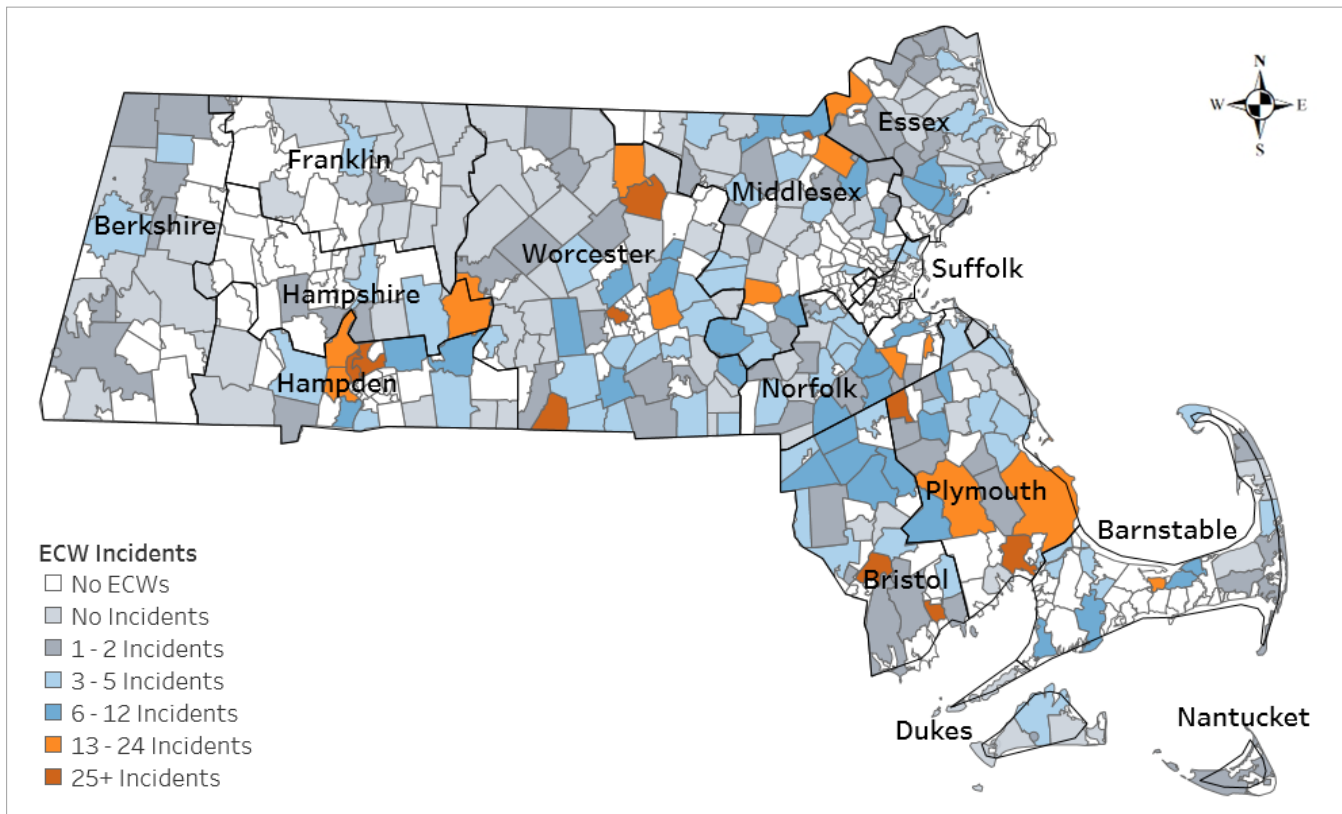 N
W E
S
Essex
Franklin
Middlesex
Berkshire
Worcester
Suffolk
Hampshire
Hampden
Norfolk
Plymouth
Barnstable
Bristol
Dukes
Nantucket
ECW Incidents
No ECWs
No Incidents
1 - 2 Incidents
3 - 5 Incidents
6 - 12 Incidents
13 - 24 Incidents
25+ Incidents